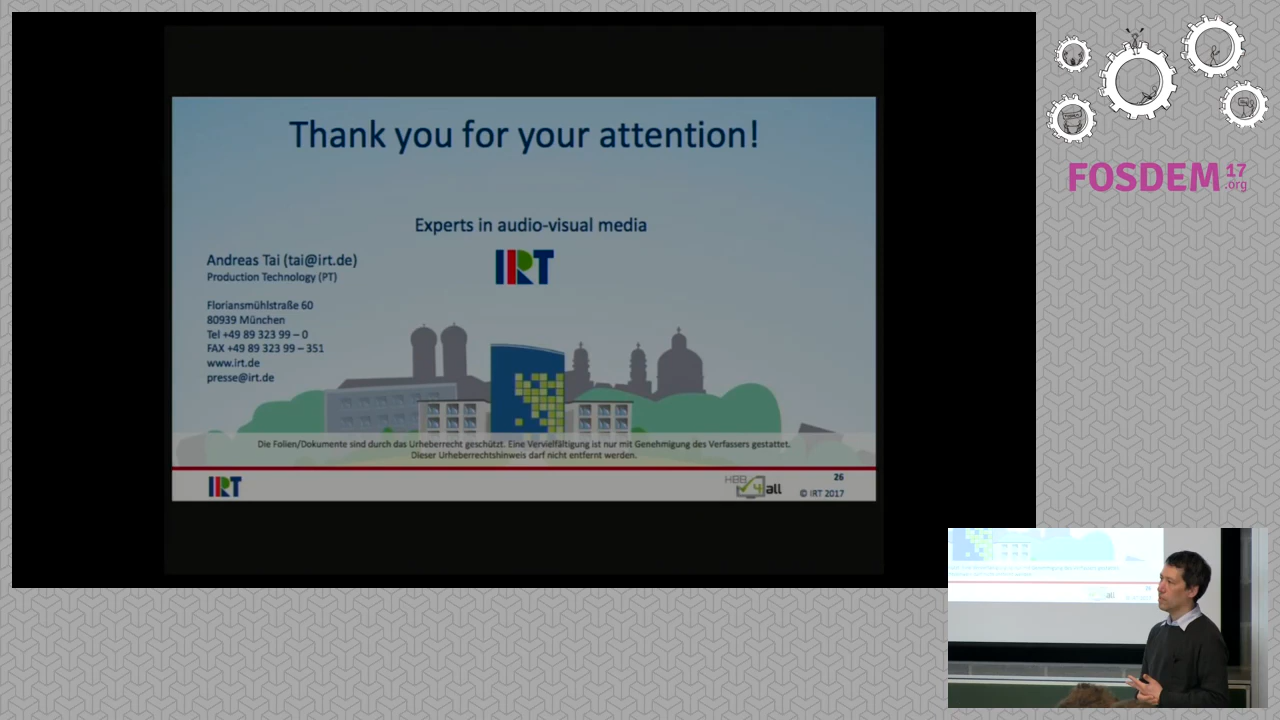 Thank you for your attention!
Experts in audio-visual media
IRT
Andreas Tai (tai@irt.de)
Production Technology (PT)
Floriansmühlstraße 60
80939 München
Tel +49 89 323 99 – 0
FAX +49 89 323 99 – 351
www.irt.de
presse@irt.de
Die Folien/Dokumente sind durch das Urheberrecht geschützt. Eine Vervielfältigung ist nur mit Genehmigung des Verfassers gestattet.
Dieser Urheberrechtshinweis darf nicht entfernt werden.
IRT
HBB4all
26
© IRT 2017
FOSDEM 17
.org